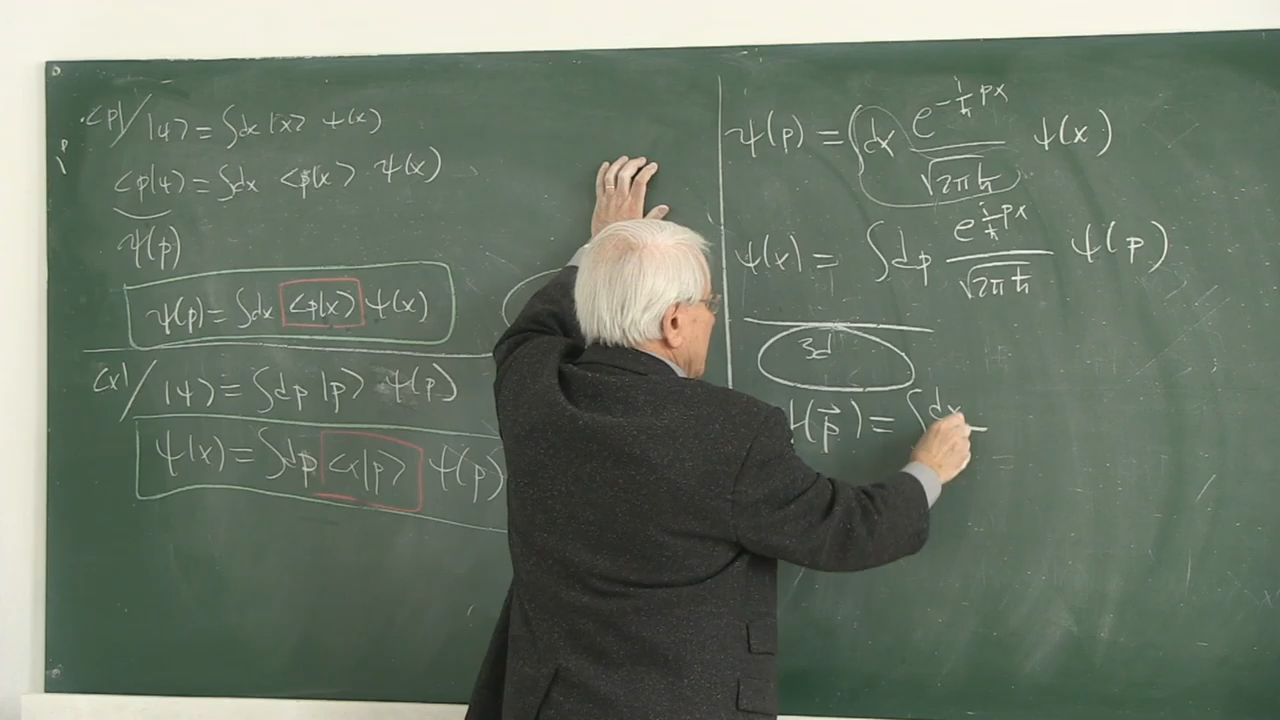 <p|/ |ψ> = ∫dx |x> ψ(x)
<p|ψ> = ∫dx <p|x> ψ(x)
ψ(p)
ψ(p) = ∫dx <p|x> ψ(x)
<x|/ |ψ> = ∫dp |p> ψ(p)
ψ(x) = ∫dp <x|p> ψ(p)
ψ(p) = ∫dx e^{-i/ħ px}/√2πħ ψ(x)
ψ(x) = ∫dp e^{i/ħ px}/√2πħ ψ(p)
3d
ψ(p⃗) = ∫dx